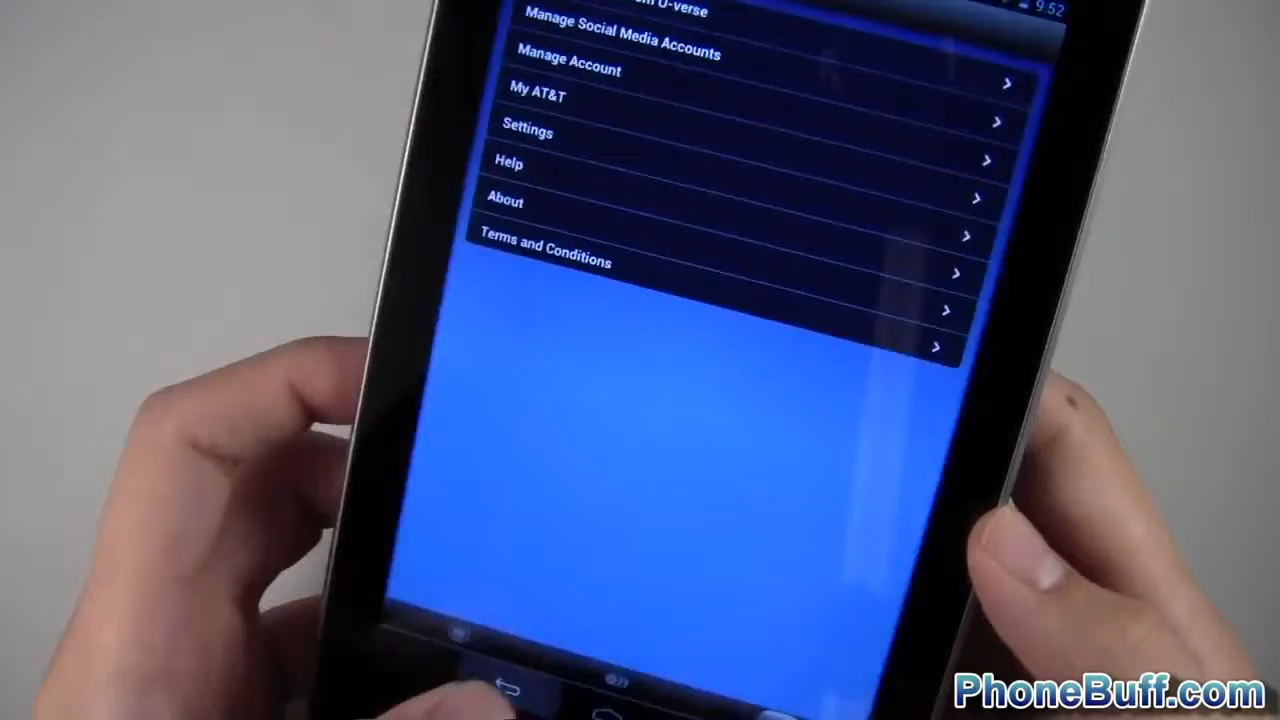 9:52
U-verse
Manage Social Media Accounts
Manage Account
My AT&T
Settings
Help
About
Terms and Conditions
PhoneBuff.com